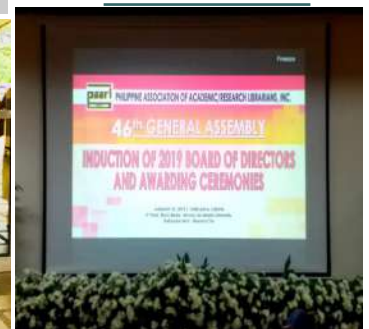 Freeze
paarl PHILIPPINE ASSOCIATION OF ACADEMIC/RESEARCH LIBRARIANS, INC.
46th GENERAL ASSEMBLY
INDUCTION OF 2019 BOARD OF DIRECTORS
AND AWARDING CEREMONIES